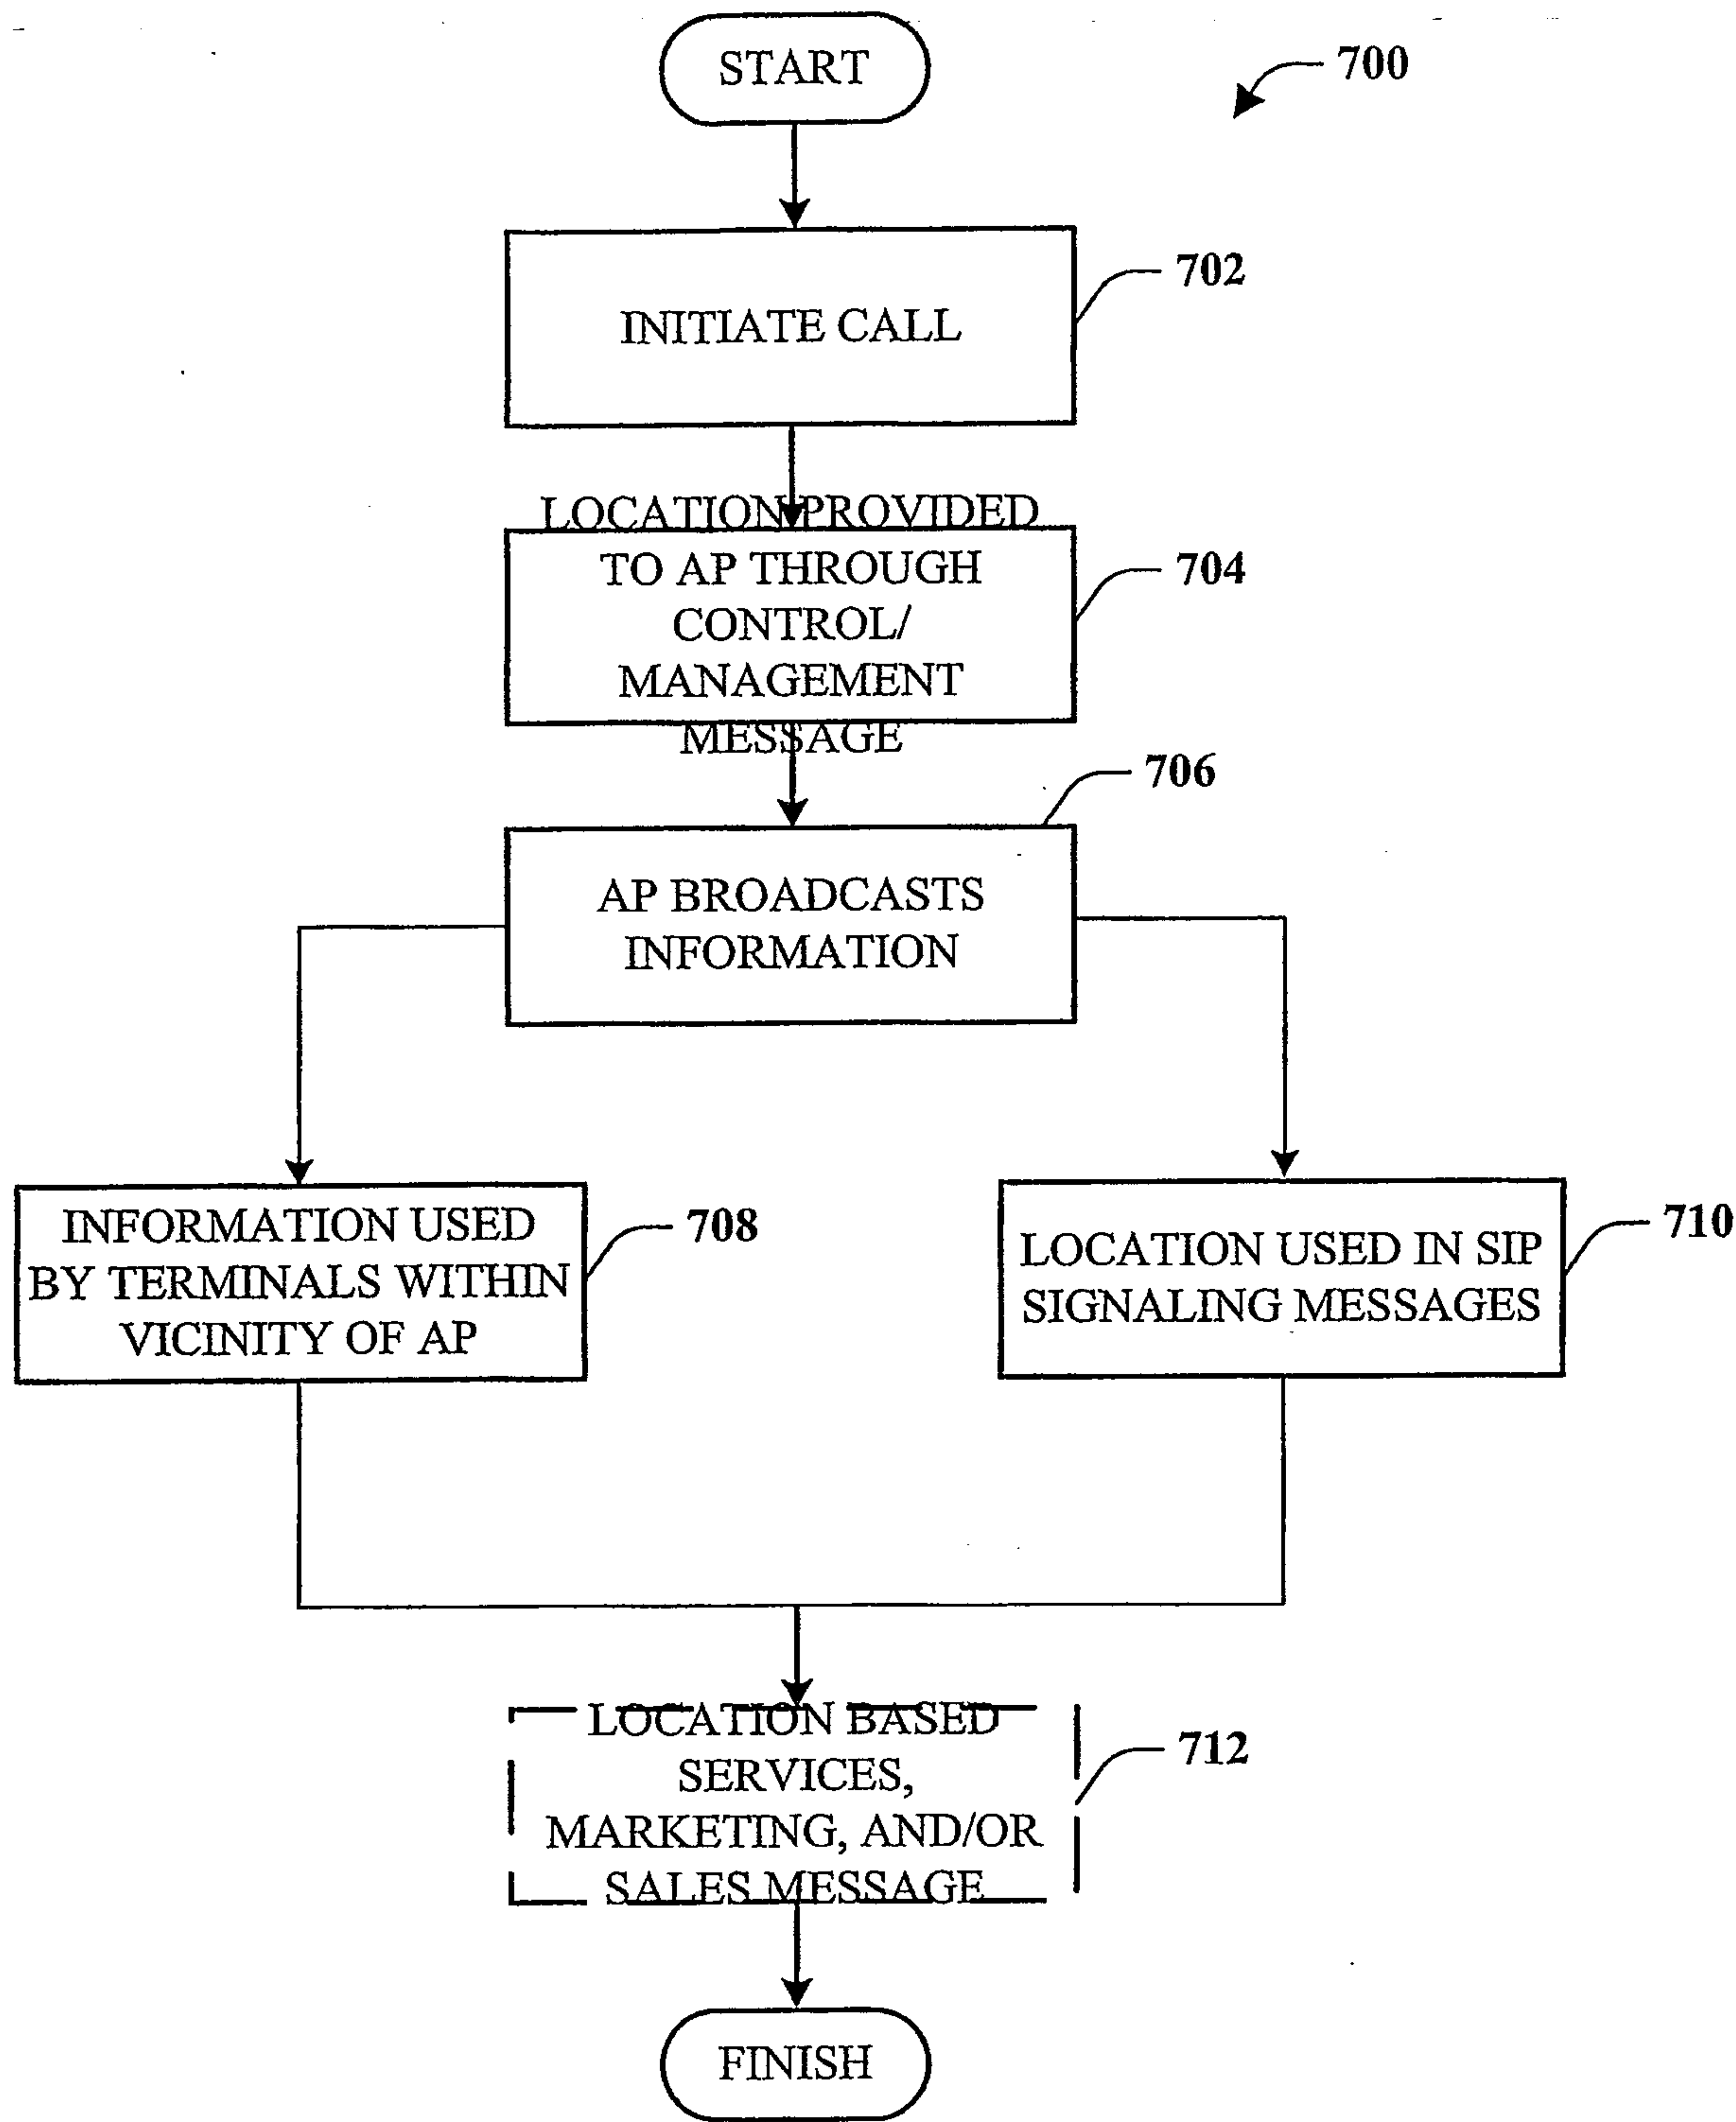 START
700
INITIATE CALL
702
LOCATION PROVIDED
TO AP THROUGH
CONTROL/
MANAGEMENT
MESSAGE
704
706
AP BROADCASTS
INFORMATION
INFORMATION USED
BY TERMINALS WITHIN
VICINITY OF AP
708
LOCATION USED IN SIP
SIGNALING MESSAGES
710
LOCATION BASED
SERVICES,
MARKETING, AND/OR
SALES MESSAGE
712
FINISH